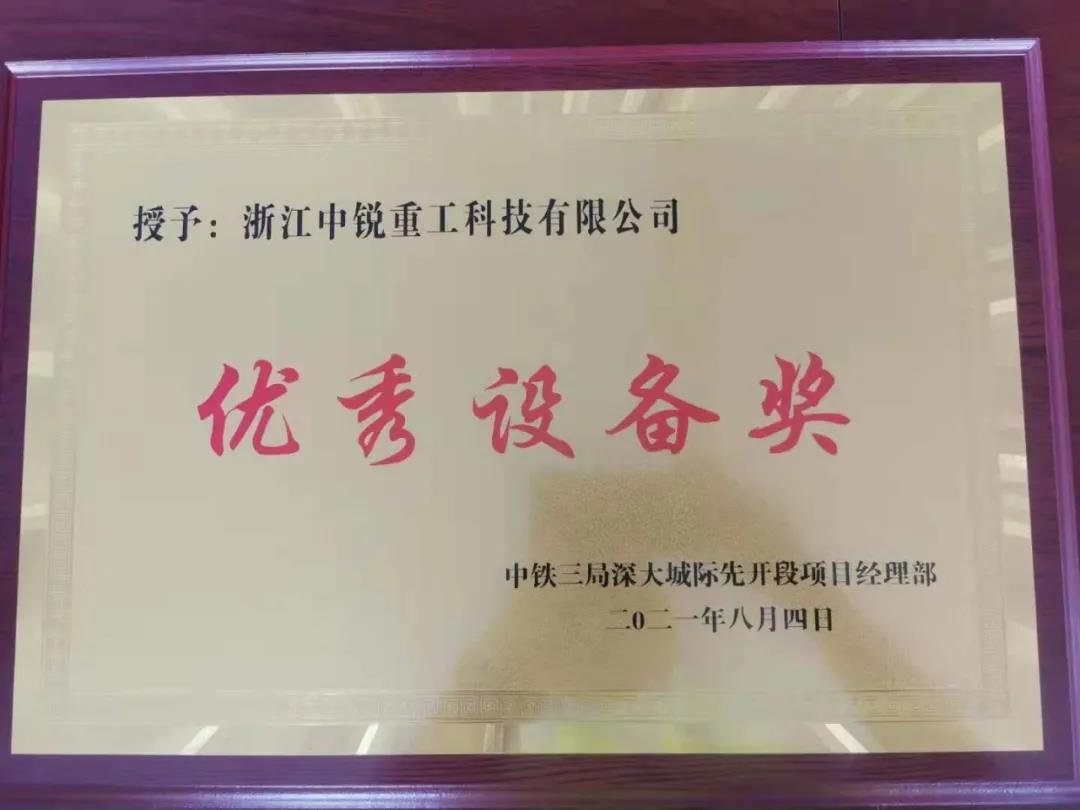 授予：浙江中锐重工科技有限公司
优秀设备奖
中铁三局深大城际先开段项目经理部
二0二一年八月四日